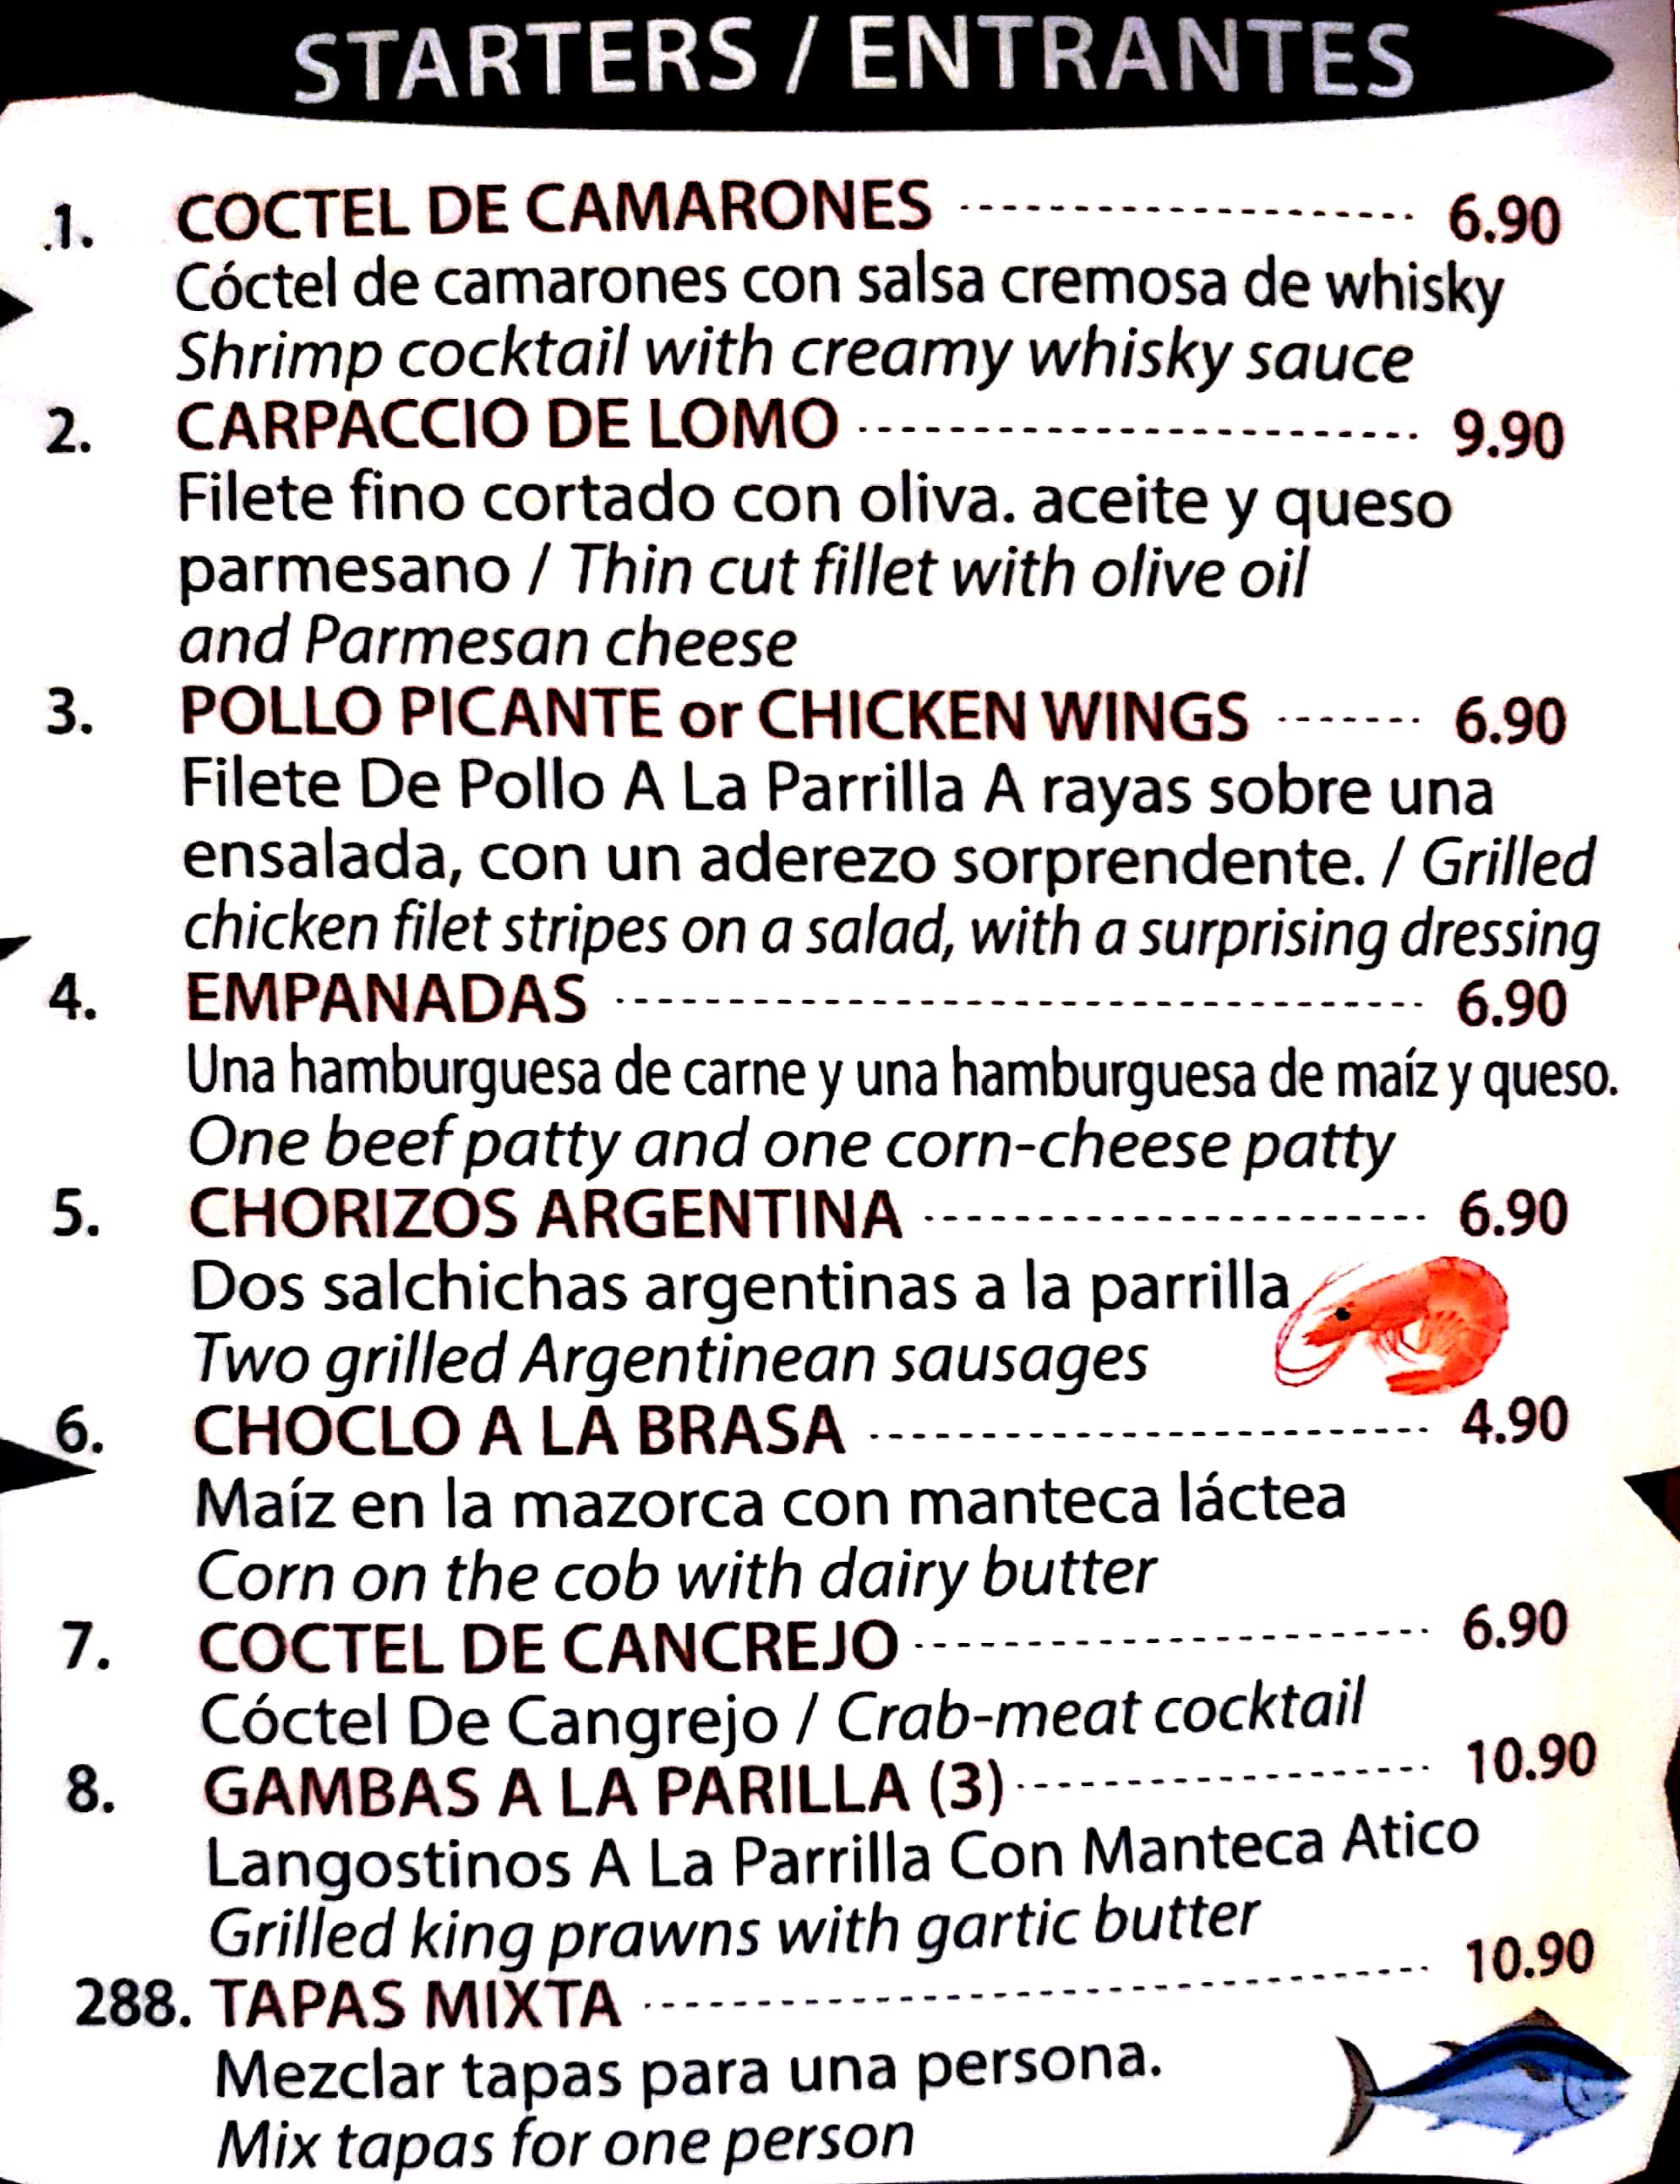 STARTERS / ENTRANTES
.1. COCTEL DE CAMARONES ---------------------- 6.90
Cóctel de camarones con salsa cremosa de whisky
Shrimp cocktail with creamy whisky sauce
2. CARPACCIO DE LOMO ------------------------- 9.90
Filete fino cortado con oliva. aceite y queso
parmesano / Thin cut fillet with olive oil
and Parmesan cheese
3. POLLO PICANTE or CHICKEN WINGS ------- 6.90
Filete De Pollo A La Parrilla A rayas sobre una
ensalada, con un aderezo sorprendente. / Grilled
chicken filet stripes on a salad, with a surprising dressing
4. EMPANADAS ------------------------------------ 6.90
Una hamburguesa de carne y una hamburguesa de maíz y queso.
One beef patty and one corn-cheese patty
5. CHORIZOS ARGENTINA ----------------------- 6.90
Dos salchichas argentinas a la parrilla
Two grilled Argentinean sausages
6. CHOCLO A LA BRASA ------------------------- 4.90
Maíz en la mazorca con manteca láctea
Corn on the cob with dairy butter
7. COCTEL DE CANCREJO ----------------------- 6.90
Cóctel De Cangrejo / Crab-meat cocktail
8. GAMBAS A LA PARILLA (3) ------------------- 10.90
Langostinos A La Parrilla Con Manteca Atico
Grilled king prawns with gartic butter
288. TAPAS MIXTA ----------------------------------- 10.90
Mezclar tapas para una persona.
Mix tapas for one person